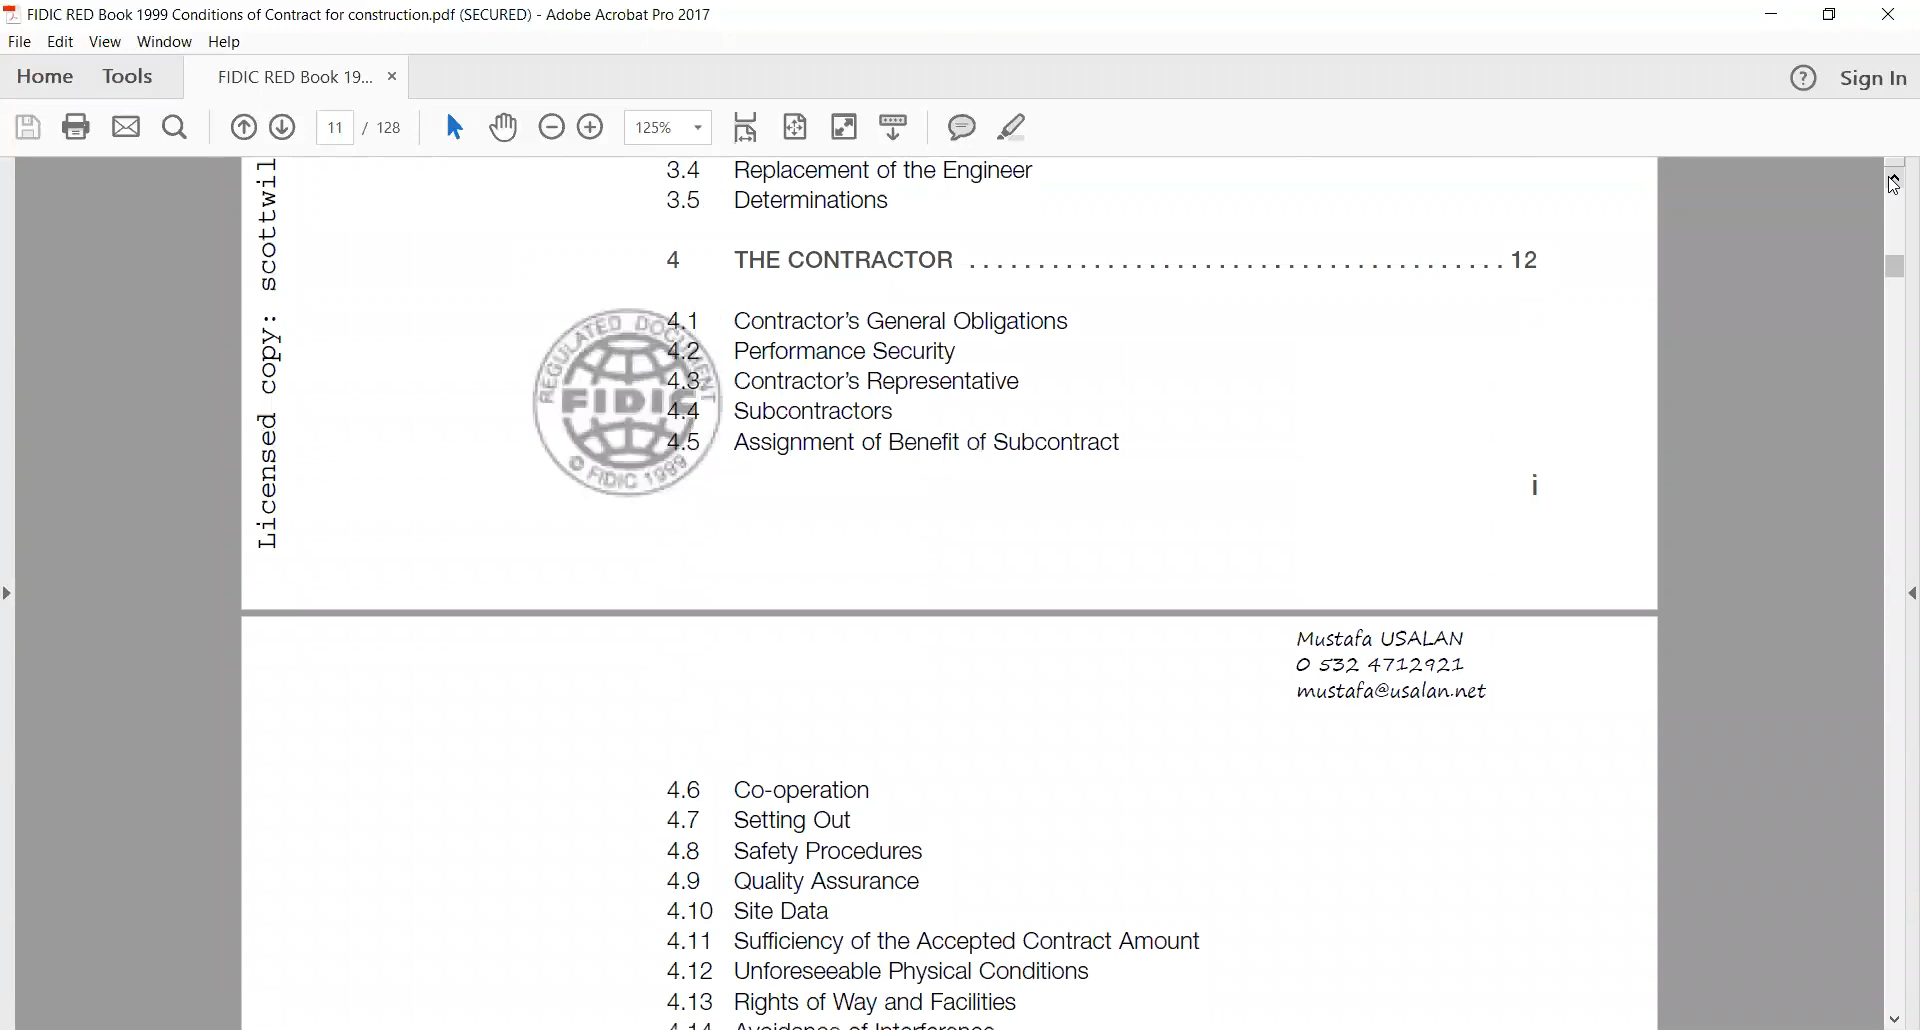 FIDIC RED Book 1999 Conditions of Contract for construction.pdf (SECURED) - Adobe Acrobat Pro 2017
File Edit View Window Help
Home Tools FIDIC RED Book 19... × ? Sign In
11 / 128 125%
Licensed copy: scottwil
3.4 Replacement of the Engineer
3.5 Determinations
4 THE CONTRACTOR . . . . . . . . . . . . . . . . . . . . . . . . . . . . . . . . . . . . . . . 12
4.1 Contractor's General Obligations
4.2 Performance Security
4.3 Contractor's Representative
4.4 Subcontractors
4.5 Assignment of Benefit of Subcontract
REGULATED DOCUMENT
FIDIC
© FIDIC 1999
i
Mustafa USALAN
0 532 4712921
mustafa@usalan.net
4.6 Co-operation
4.7 Setting Out
4.8 Safety Procedures
4.9 Quality Assurance
4.10 Site Data
4.11 Sufficiency of the Accepted Contract Amount
4.12 Unforeseeable Physical Conditions
4.13 Rights of Way and Facilities
4.14 Avoidance of Interference